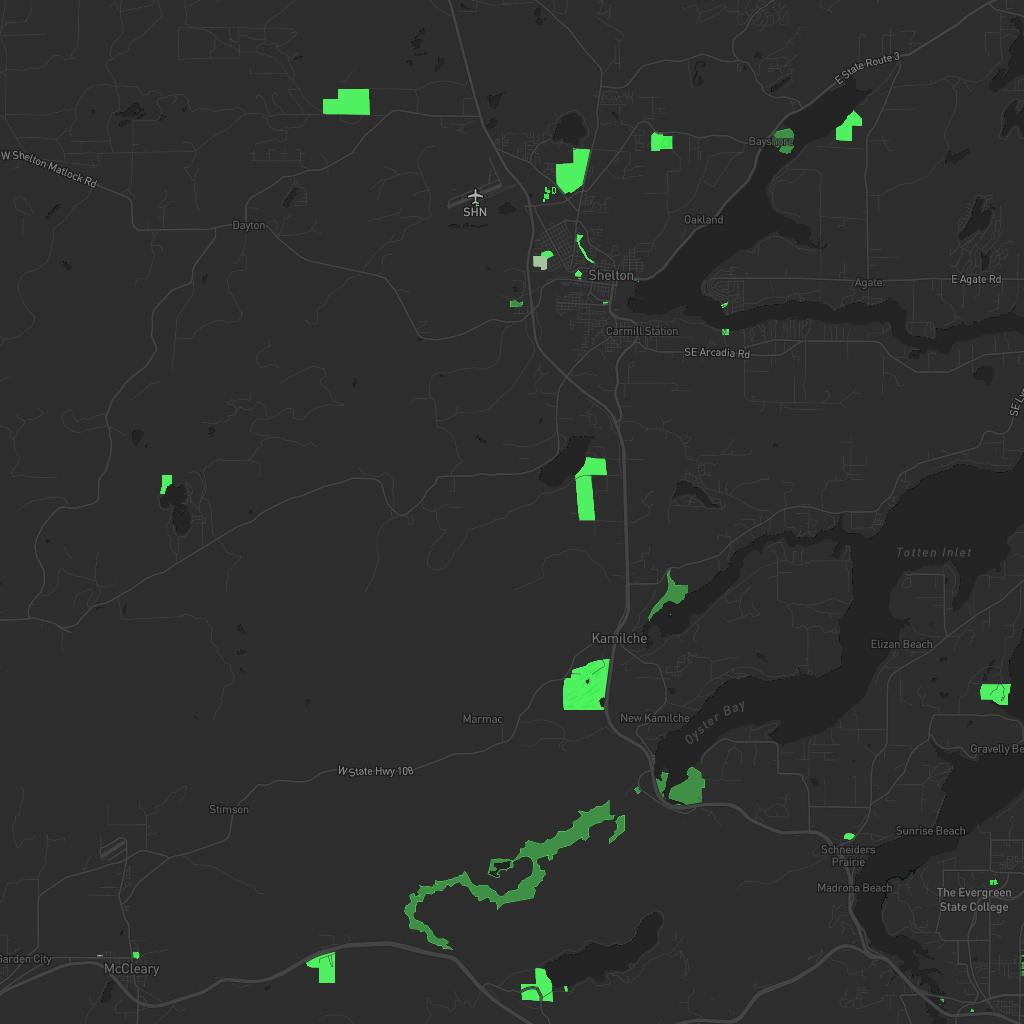 E State Route 3
Bayshore
W Shelton Matlock Rd
SHN
Oakland
Dayton
Shelton
E Agate Rd
Agate
Carmill Station
SE Arcadia Rd
Totten Inlet
Kamilche
Elizan Beach
Oyster Bay
Marmac
New Kamilche
Gravelly Be
W State Hwy 108
Stimson
Sunrise Beach
Schneiders
Prairie
Madrona Beach
The Evergreen
State College
Garden City
McCleary